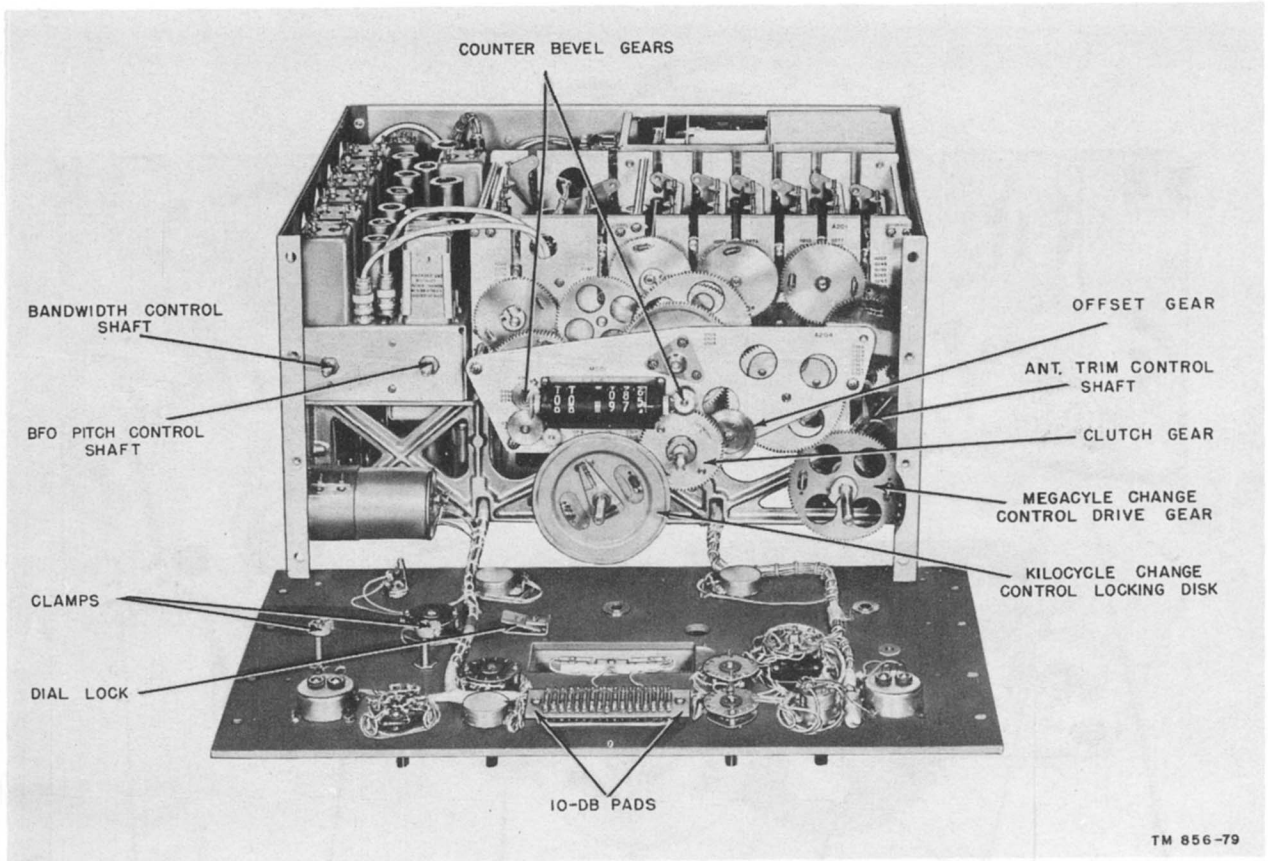 COUNTER BEVEL GEARS
BANDWIDTH CONTROL
SHAFT
BFO PITCH CONTROL
SHAFT
OFFSET GEAR
ANT. TRIM CONTROL
SHAFT
CLUTCH GEAR
MEGACYLE CHANGE
CONTROL DRIVE GEAR
KILOCYCLE CHANGE
CONTROL LOCKING DISK
CLAMPS
DIAL LOCK
10-DB PADS
TM 856-79